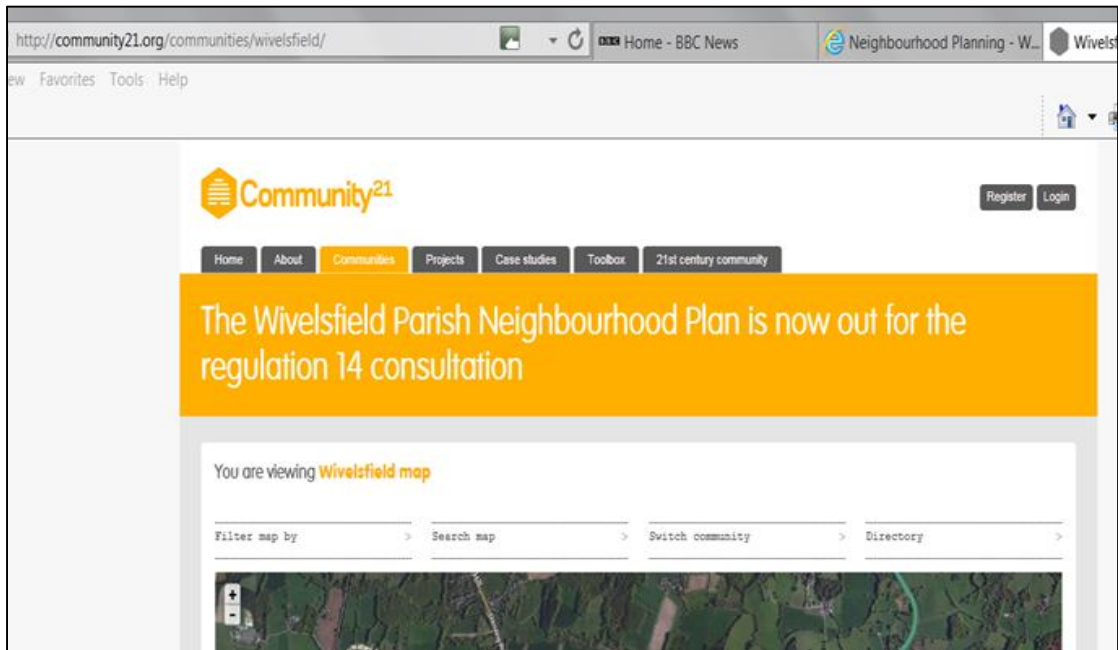 http://community21.org/communities/wivelsfield/ BBC Home - BBC News Neighbourhood Planning - W... Wivelsf
ew Favorites Tools Help
Community21
Register Login
Home About Communities Projects Case studies Toolbox 21st century community
The Wivelsfield Parish Neighbourhood Plan is now out for the
regulation 14 consultation
You are viewing Wivelsfield map
Filter map by > Search map > Switch community > Directory >
+
-